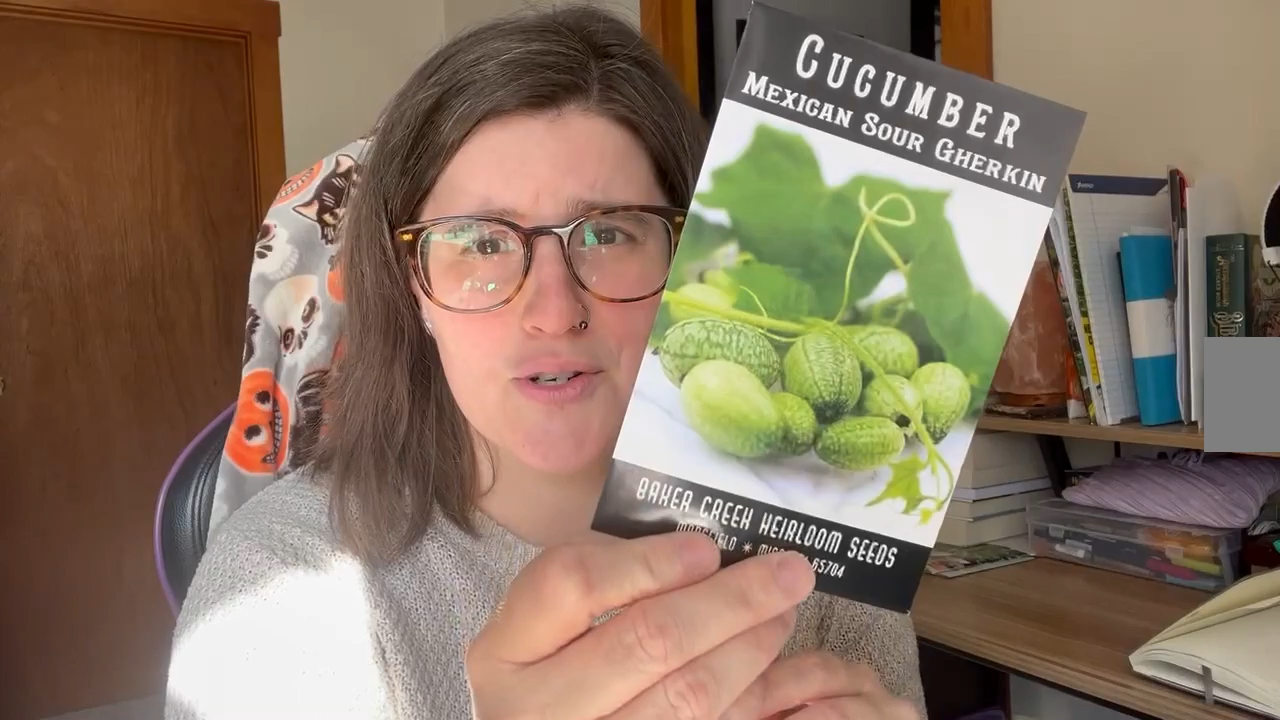 CUCUMBER
MEXICAN SOUR GHERKIN
BAKER CREEK HEIRLOOM SEEDS
65704